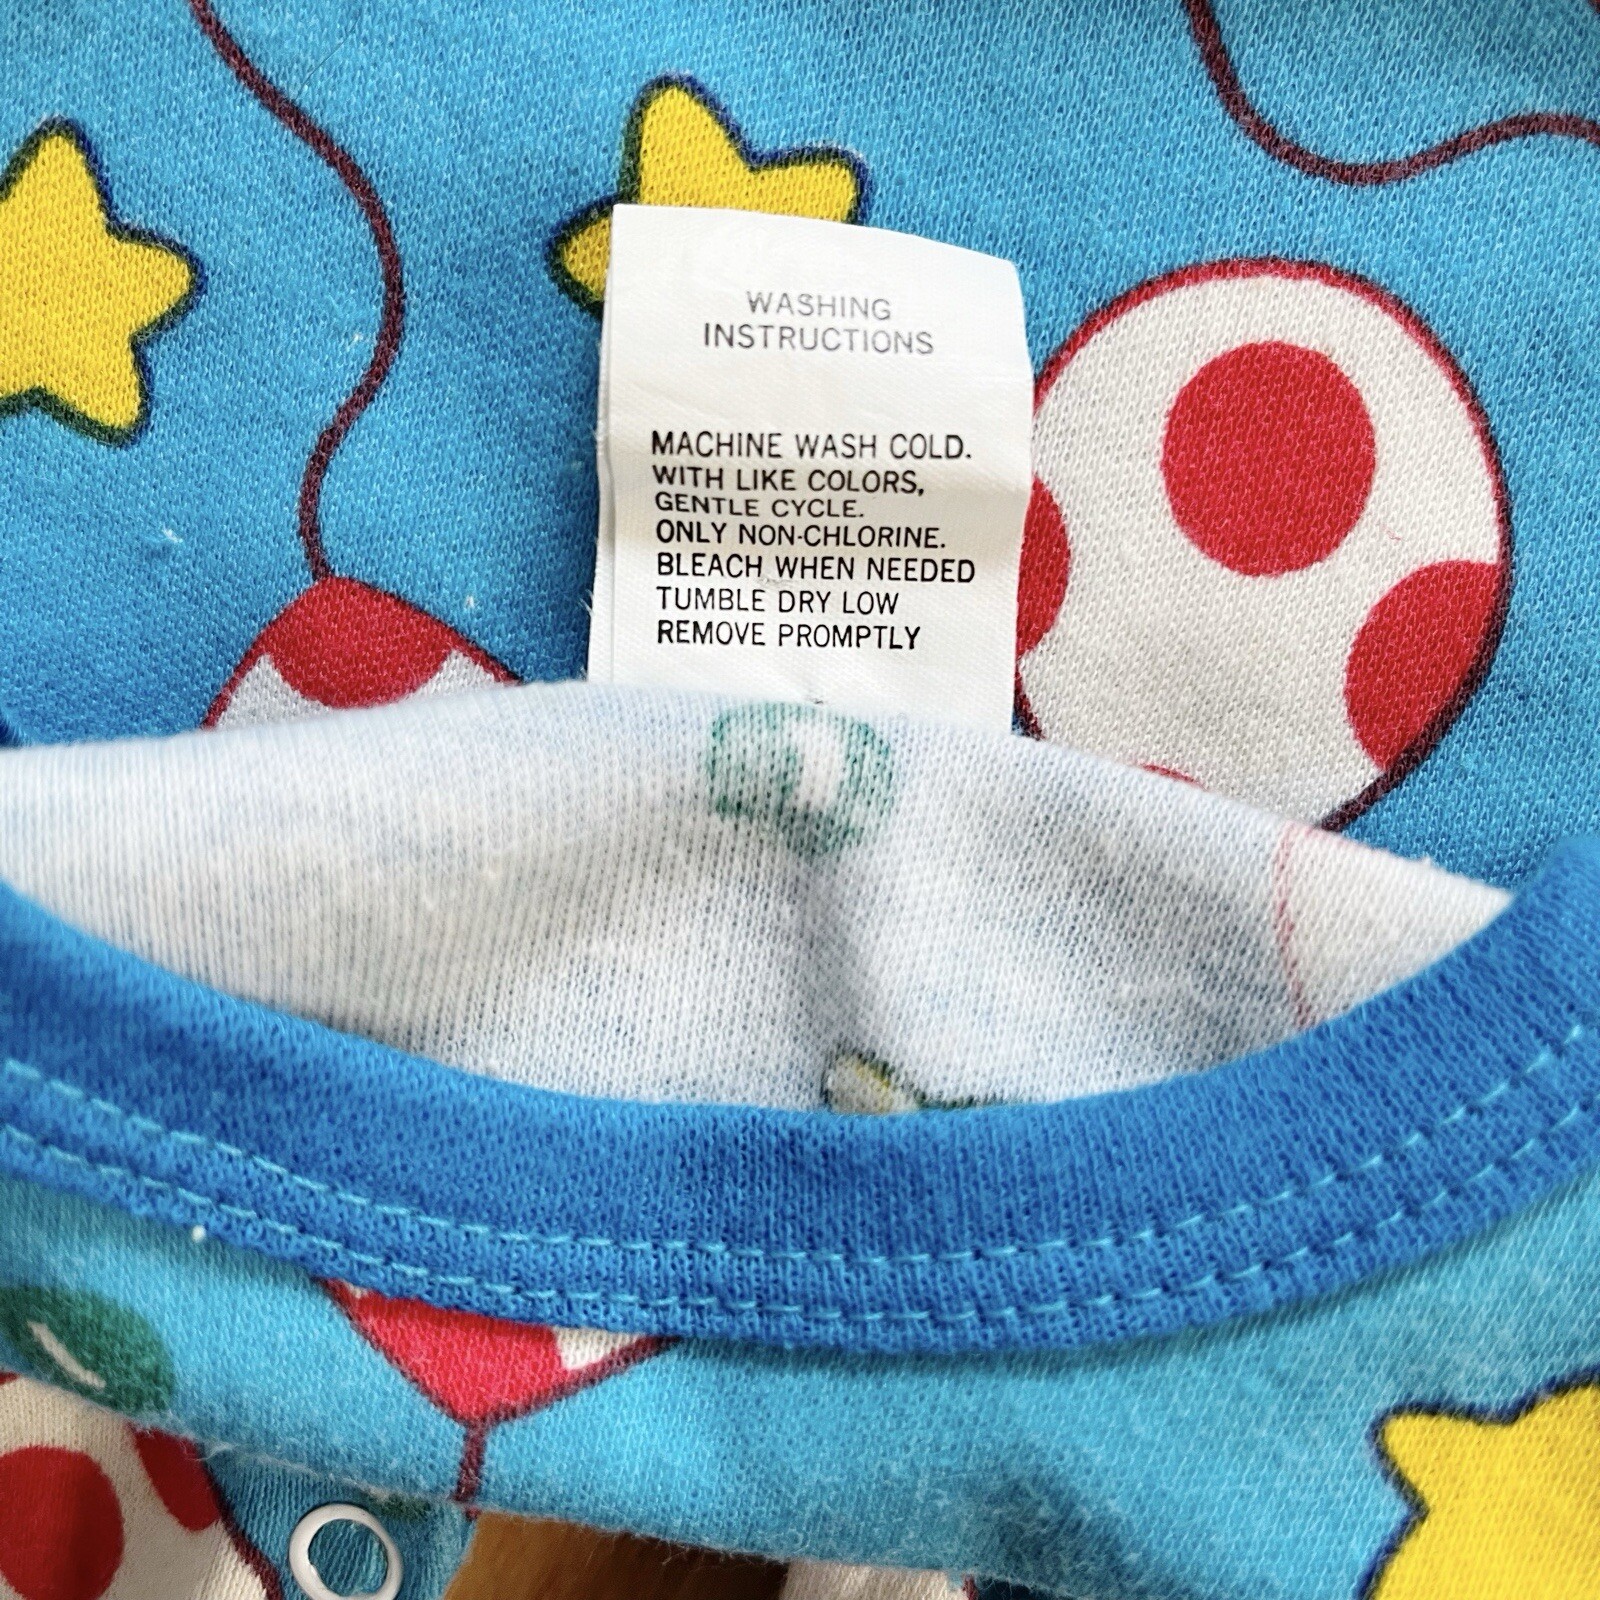 WASHING
INSTRUCTIONS
MACHINE WASH COLD.
WITH LIKE COLORS,
GENTLE CYCLE.
ONLY NON-CHLORINE.
BLEACH WHEN NEEDED
TUMBLE DRY LOW
REMOVE PROMPTLY